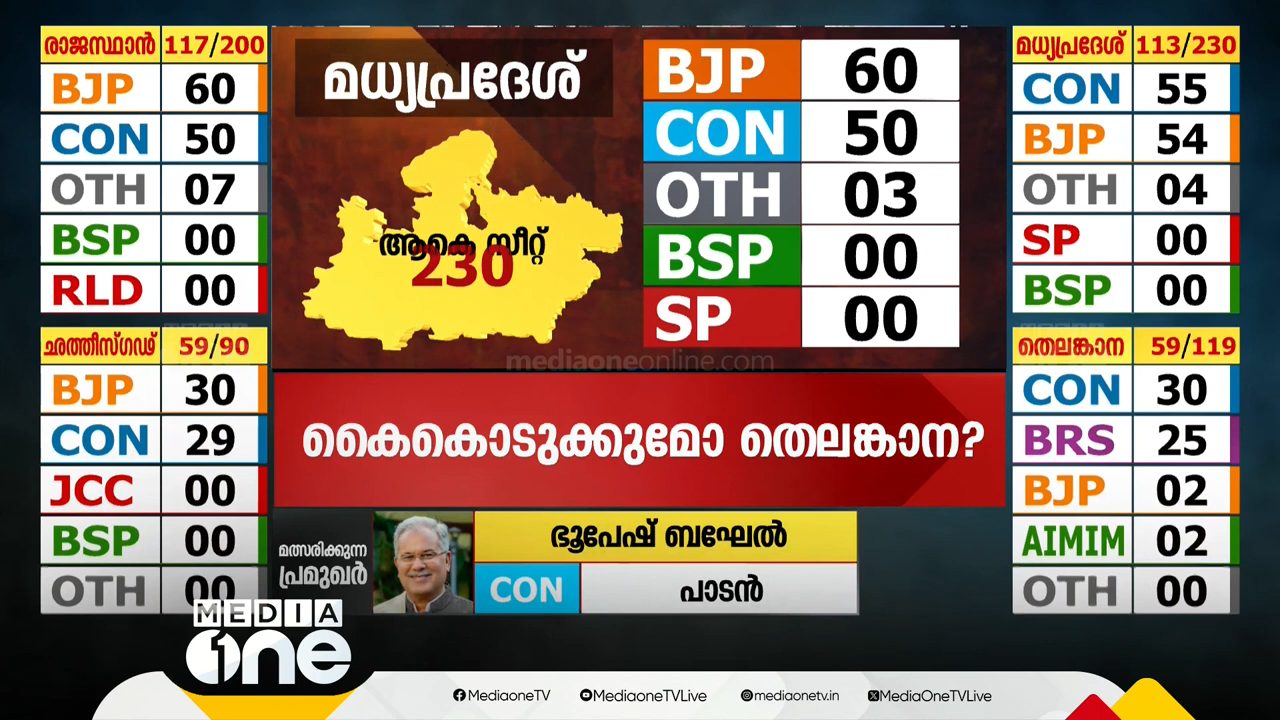 രാജസ്ഥാൻ 117/200
BJP 60
CON 50
OTH 07
BSP 00
RLD 00
ഛത്തീസ്ഗഢ് 59/90
BJP 30
CON 29
JCC 00
BSP 00
OTH 00
മധ്യപ്രദേശ്
ആകെ സീറ്റ്
230
BJP 60
CON 50
OTH 03
BSP 00
SP 00
mediaoneonline.com
കൈകൊടുക്കുമോ തെലങ്കാന?
മത്സരിക്കുന്ന
പ്രമുഖർ
ഭൂപേഷ് ബഘേൽ
CON പാടൻ
മധ്യപ്രദേശ് 113/230
CON 55
BJP 54
OTH 04
SP 00
BSP 00
തെലങ്കാന 59/119
CON 30
BRS 25
BJP 02
AIMIM 02
OTH 00
MEDIA
one
MediaoneTV MediaoneTVLive mediaonetv.in MediaOneTVLive